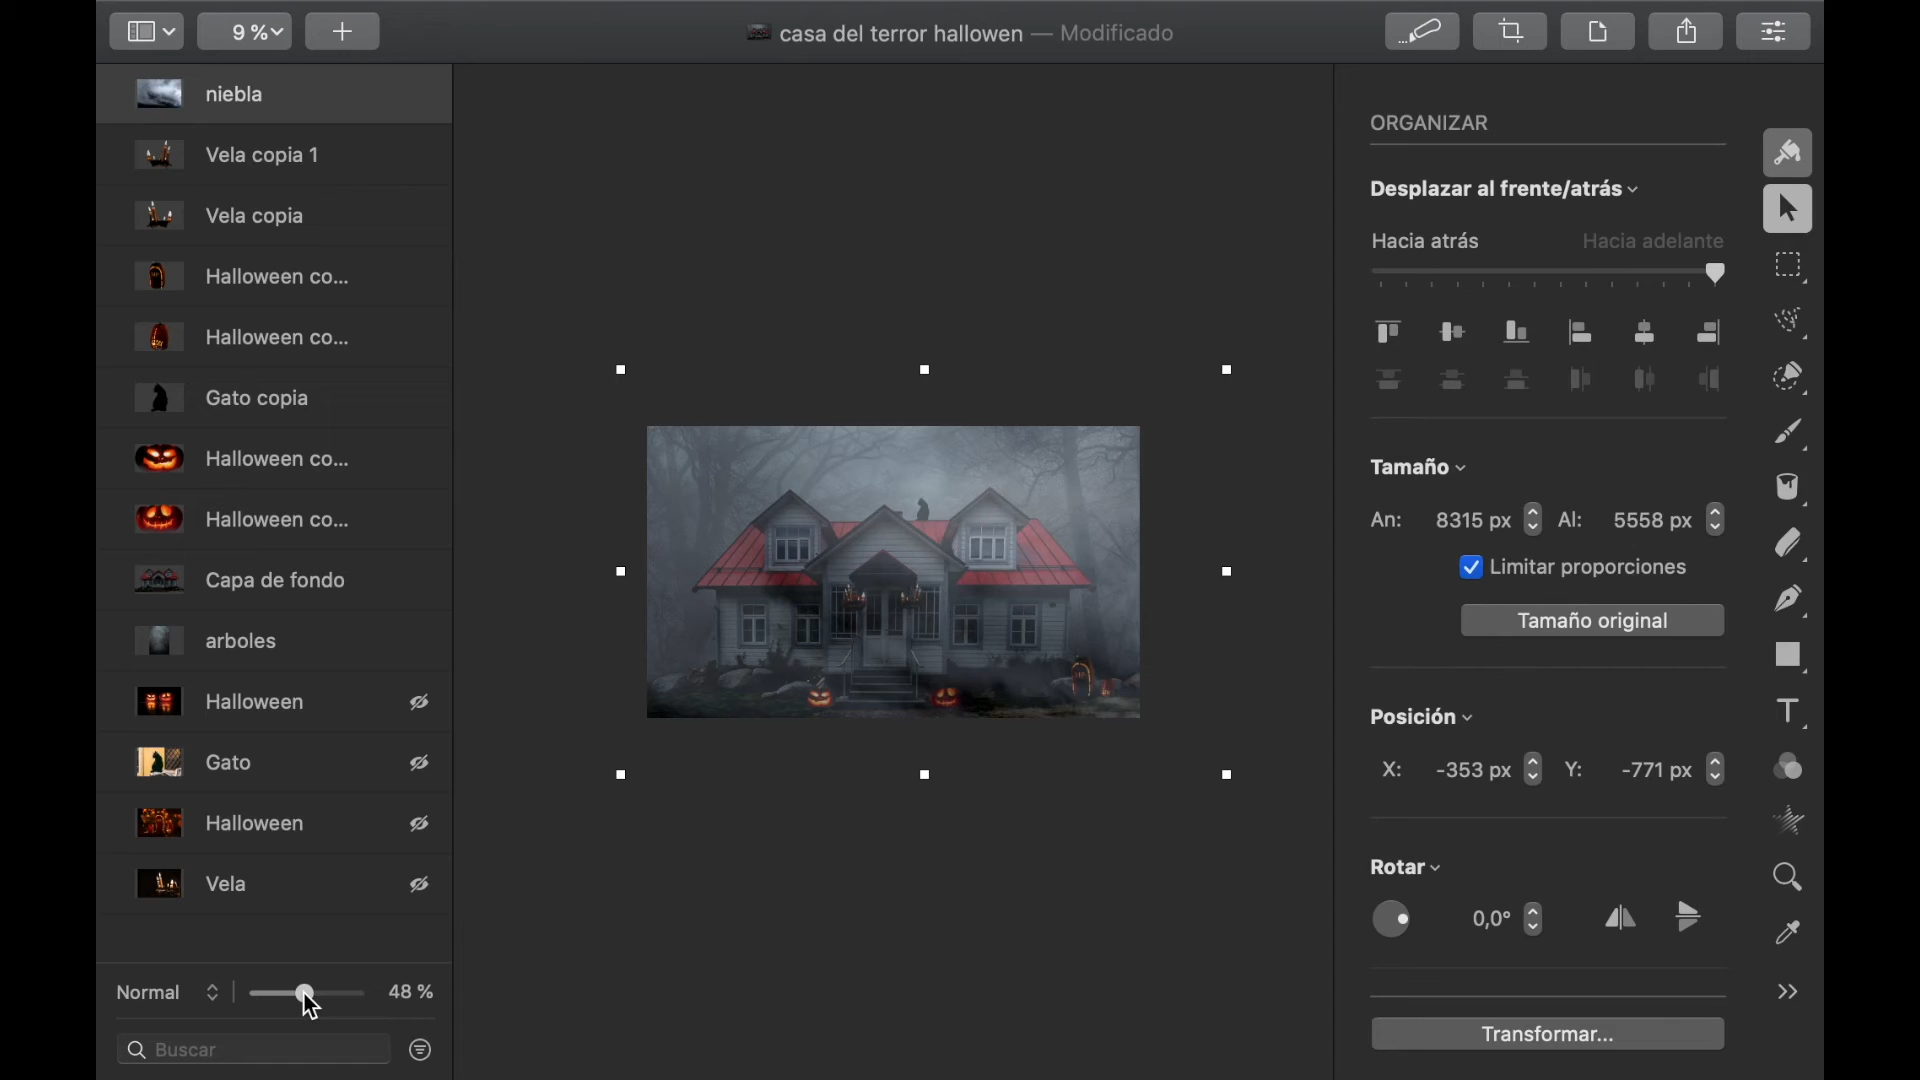 9 %
casa del terror hallowen — Modificado
niebla
Vela copia 1
Vela copia
Halloween co...
Halloween co...
Gato copia
Halloween co...
Halloween co...
Capa de fondo
arboles
Halloween
Gato
Halloween
Vela
Normal
48 %
Buscar
ORGANIZAR
Desplazar al frente/atrás
Hacia atrás
Hacia adelante
Tamaño
An: 8315 px Al: 5558 px
Limitar proporciones
Tamaño original
Posición
X: -353 px Y: -771 px
Rotar
0,0°
Transformar...